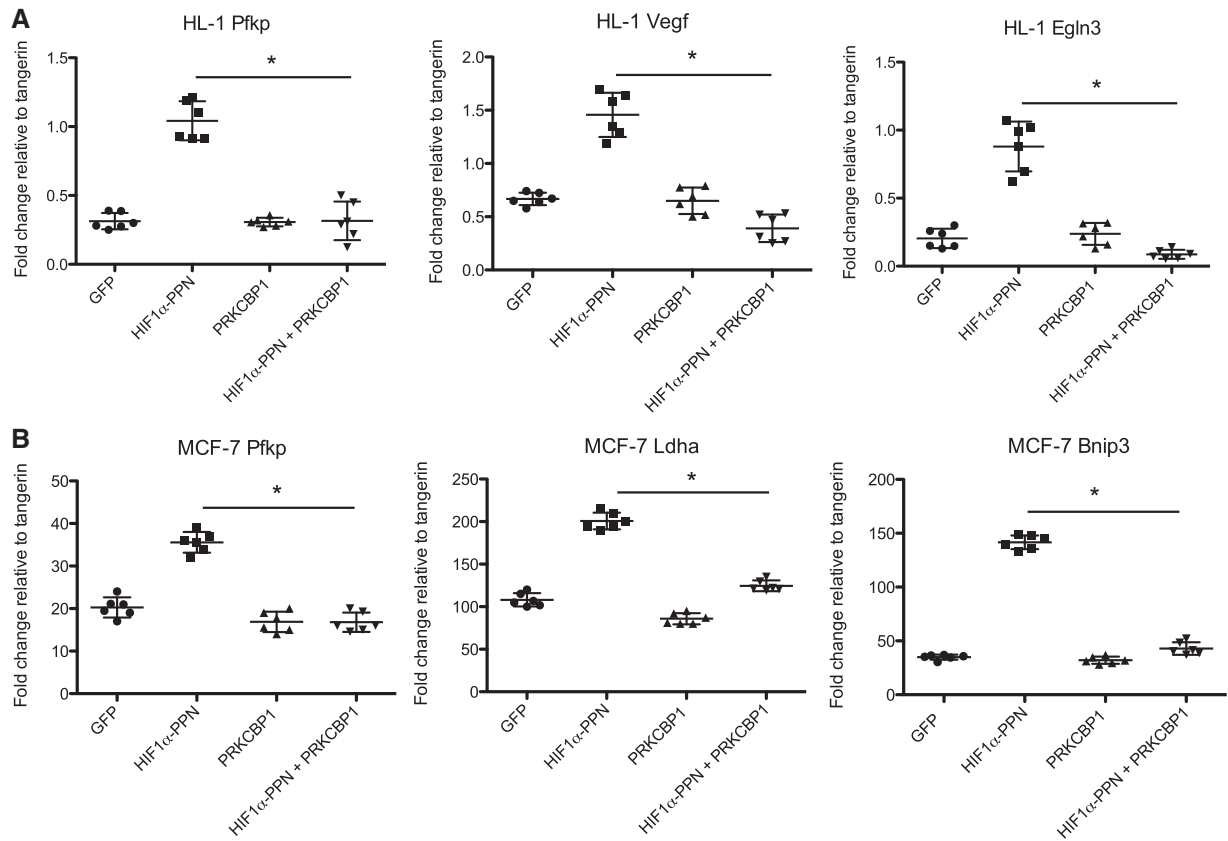 A
HL-1 Pfkp
Fold change relative to tangerin
1.5
1.0
0.5
0.0
*
GFP
HIF1α-PPN
PRKCBP1
HIF1α-PPN + PRKCBP1
HL-1 Vegf
Fold change relative to tangerin
2.0
1.5
1.0
0.5
0.0
*
GFP
HIF1α-PPN
PRKCBP1
HIF1α-PPN + PRKCBP1
HL-1 Egln3
Fold change relative to tangerin
1.5
1.0
0.5
0.0
*
GFP
HIF1α-PPN
PRKCBP1
HIF1α-PPN + PRKCBP1
B
MCF-7 Pfkp
Fold change relative to tangerin
50
40
30
20
10
0
*
GFP
HIF1α-PPN
PRKCBP1
HIF1α-PPN + PRKCBP1
MCF-7 Ldha
Fold change relative to tangerin
250
200
150
100
50
0
*
GFP
HIF1α-PPN
PRKCBP1
HIF1α-PPN + PRKCBP1
MCF-7 Bnip3
Fold change relative to tangerin
200
150
100
50
0
*
GFP
HIF1α-PPN
PRKCBP1
HIF1α-PPN + PRKCBP1